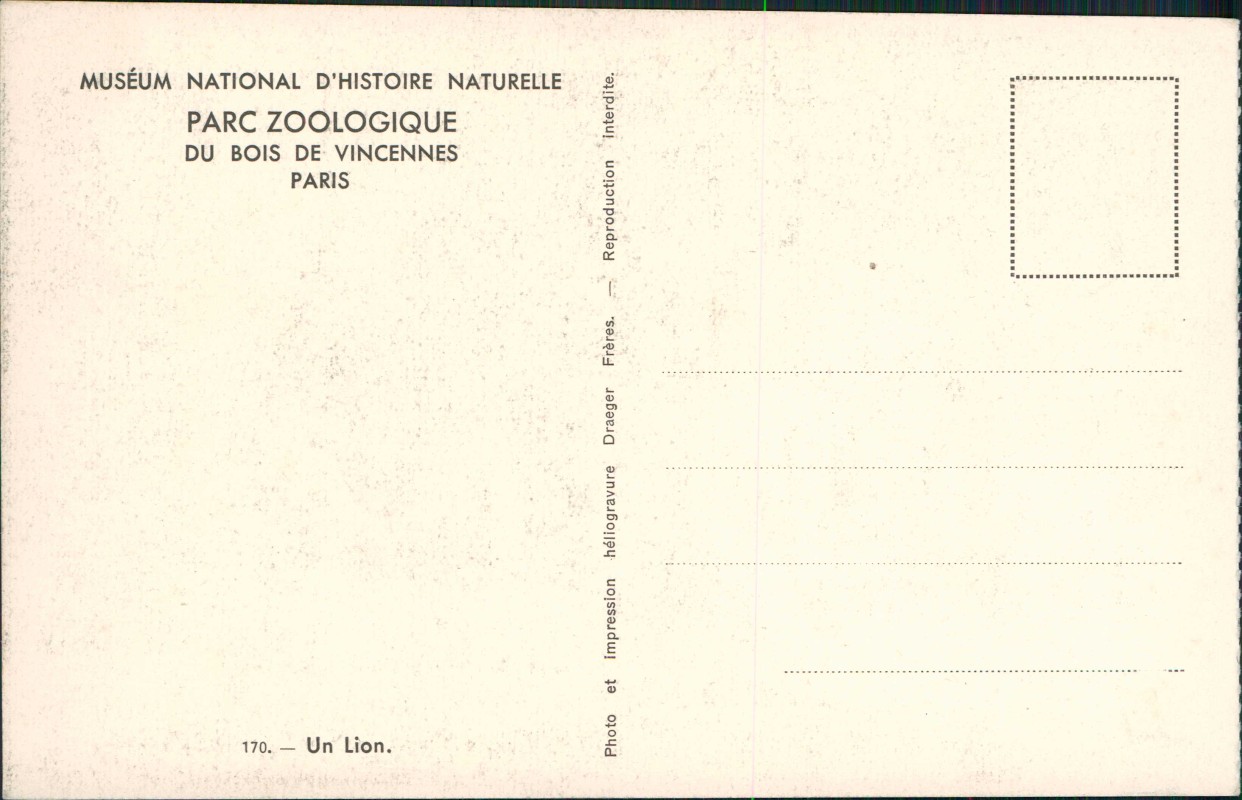 MUSÉUM NATIONAL D'HISTOIRE NATURELLE
PARC ZOOLOGIQUE
DU BOIS DE VINCENNES
PARIS
170. — Un Lion.
Photo et impression héliogravure Draeger Frères. — Reproduction interdite.